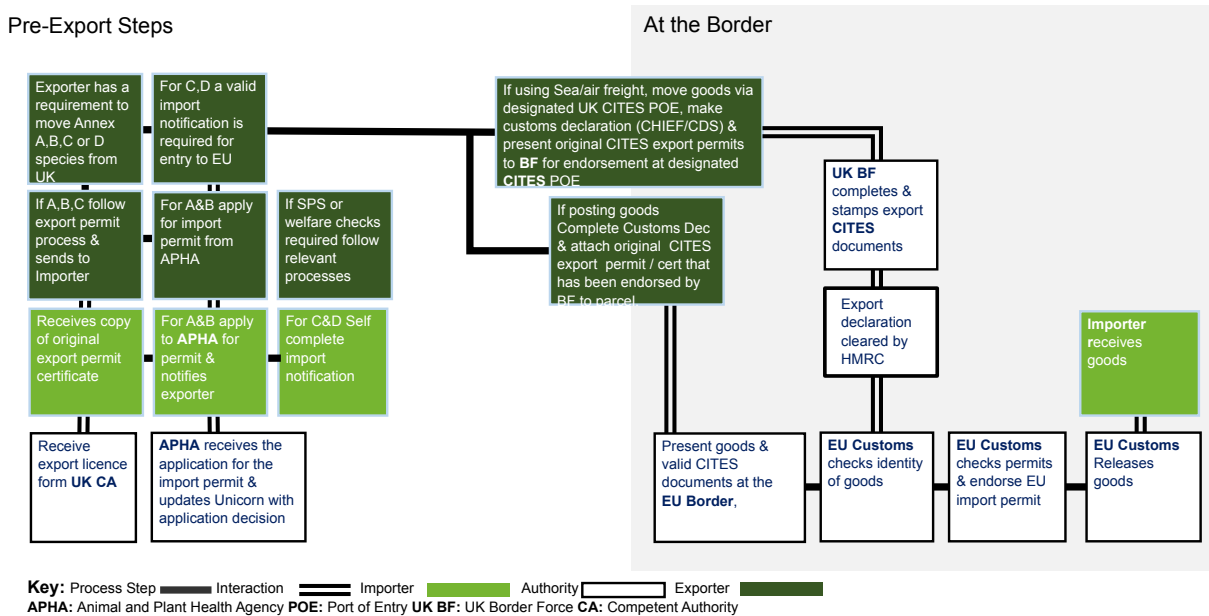 Pre-Export Steps
At the Border
Exporter has a
requirement to
move Annex
A,B,C or D
species from
UK
For C,D a valid
import
notification is
required for
entry to EU
If using Sea/air freight, move goods via
designated UK CITES POE, make
customs declaration (CHIEF/CDS) &
present original CITES export permits
to BF for endorsement at designated
CITES POE
UK BF
completes &
stamps export
CITES
documents
If A,B,C follow
export permit
process &
sends to
Importer
For A&B apply
for import
permit from
APHA
If SPS or
welfare checks
required follow
relevant
processes
If posting goods
Complete Customs Dec
& attach original CITES
export permit / cert that
has been endorsed by
BF to parcel
Export
declaration
cleared by
HMRC
Receives copy
of original
export permit
certificate
For A&B apply
to APHA for
permit &
notifies
exporter
For C&D Self
complete
import
notification
Importer
receives
goods
Receive
export licence
form UK CA
APHA receives the
application for the
import permit &
updates Unicorn with
application decision
Present goods &
valid CITES
documents at the
EU Border,
EU Customs
checks identity
of goods
EU Customs
checks permits
& endorse EU
import permit
EU Customs
Releases
goods
Key: Process Step Interaction Importer Authority Exporter
APHA: Animal and Plant Health Agency POE: Port of Entry UK BF: UK Border Force CA: Competent Authority